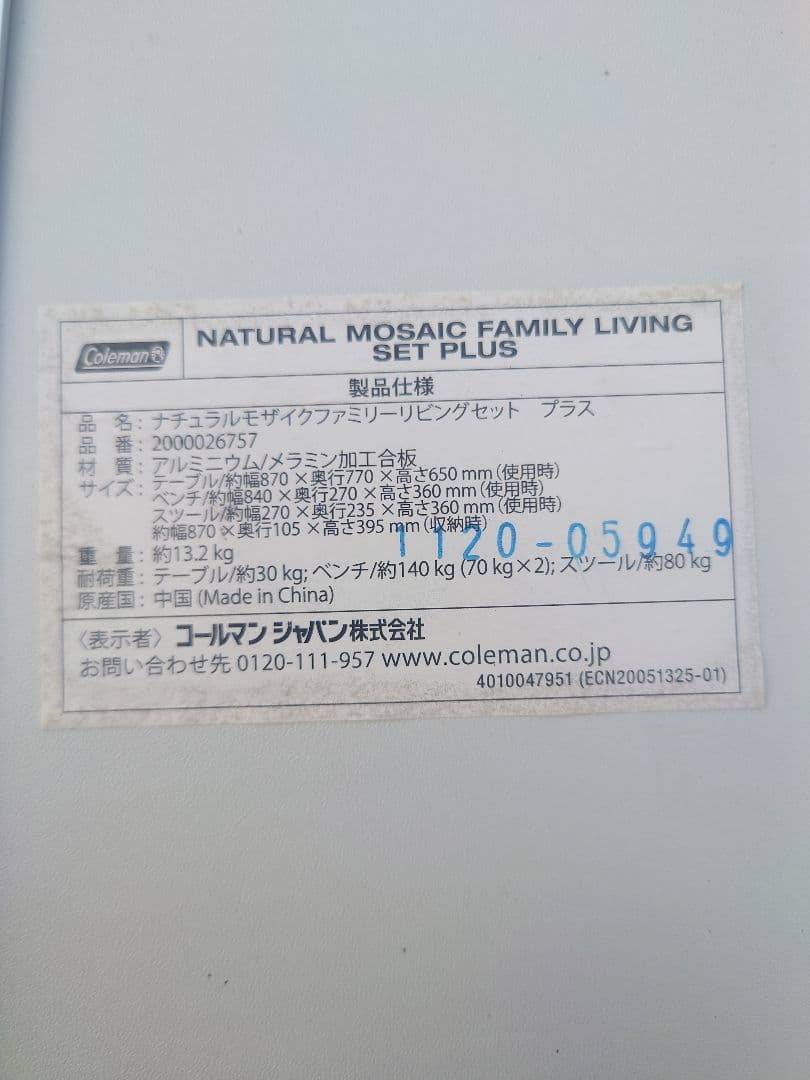 Coleman
NATURAL MOSAIC FAMILY LIVING
SET PLUS
製品仕様
品 名：ナチュラルモザイクファミリーリビングセット プラス
品 番：2000026757
材 質：アルミニウム/メラミン加工合板
サイズ：テーブル/約幅870×奥行770×高さ650 mm（使用時）
ベンチ/約幅840×奥行270×高さ360 mm（使用時）
スツール/約幅270×奥行235×高さ360 mm（使用時）
約幅870×奥行105×高さ395 mm（収納時）
1120-05949
重 量：約13.2 kg
耐荷重：テーブル/約30 kg; ベンチ/約140 kg (70 kg×2); スツール/約80 kg
原産国：中国 (Made in China)
〈表示者〉コールマン ジャパン株式会社
お問い合わせ先 0120-111-957 www.coleman.co.jp
4010047951 (ECN20051325-01)